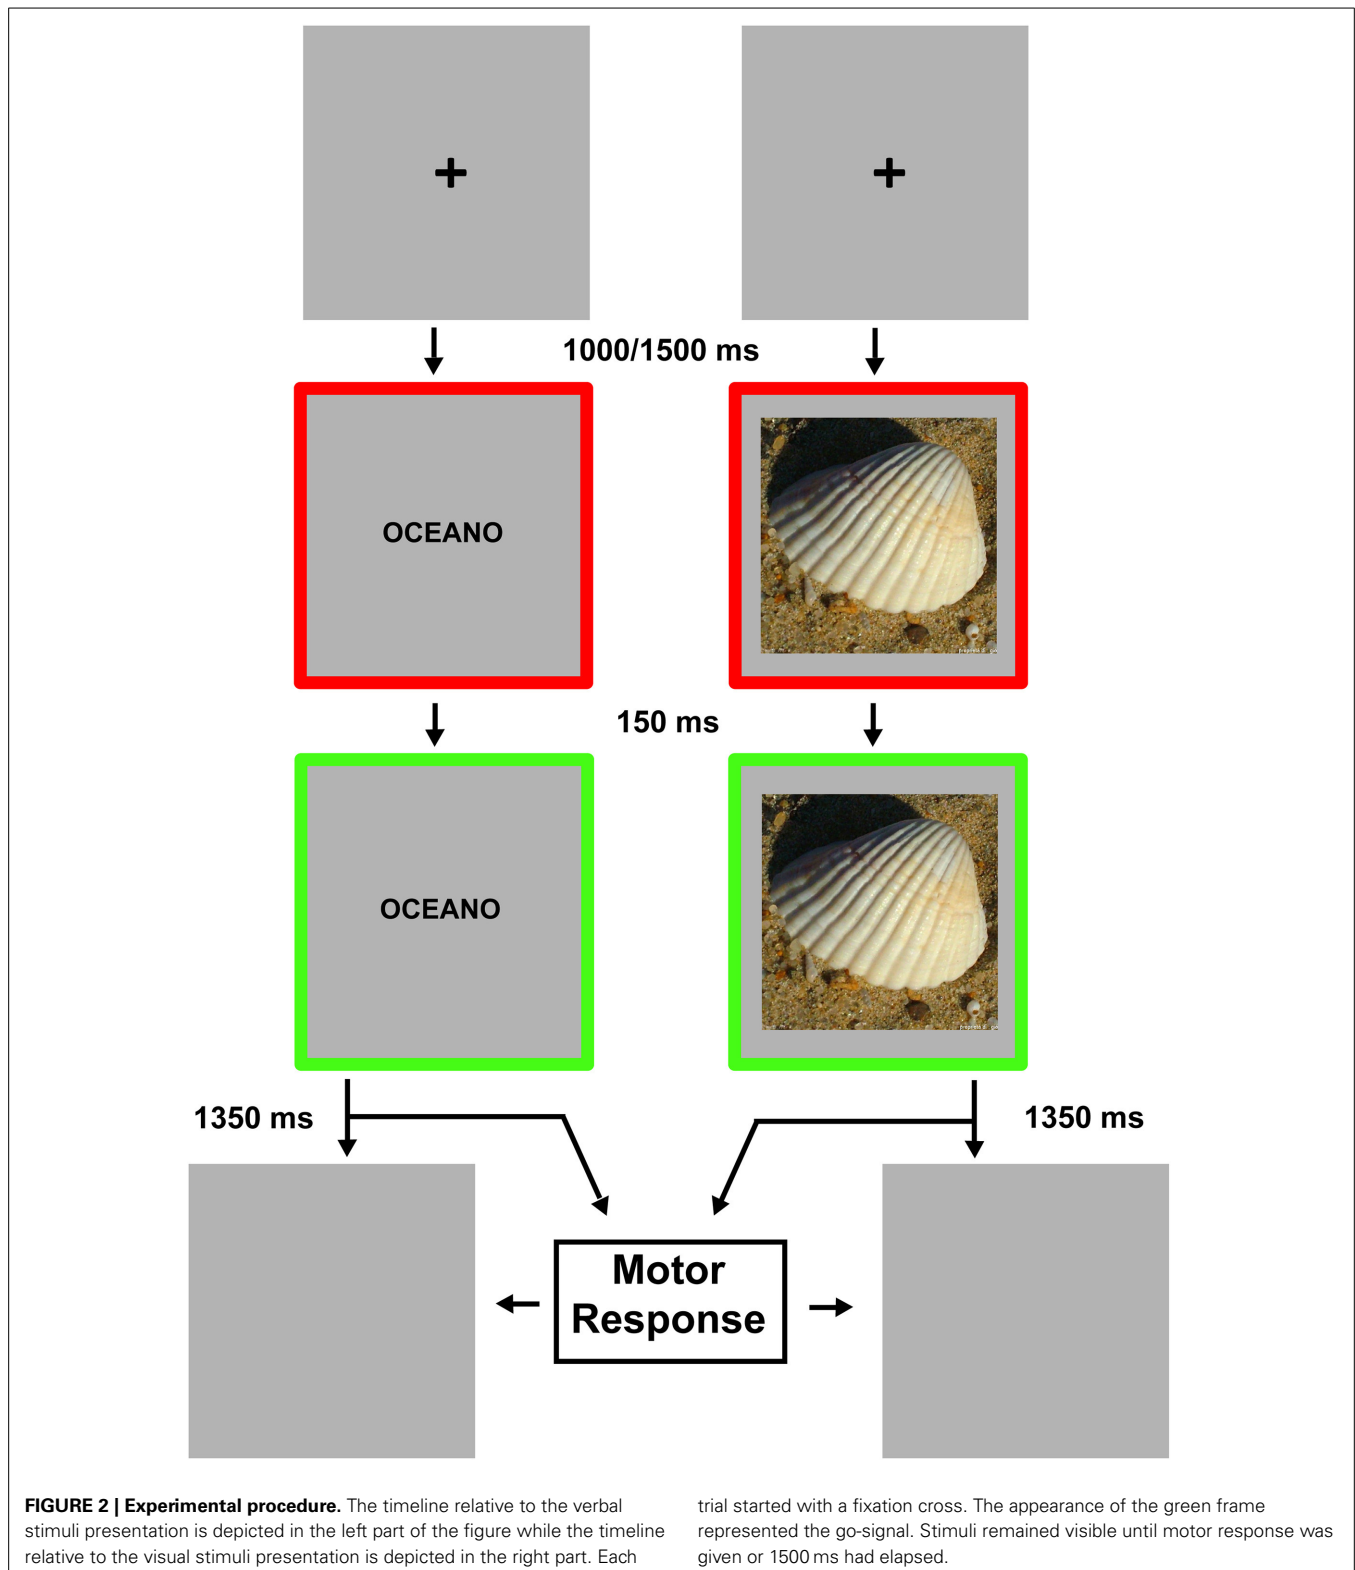 1000/1500 ms
OCEANO
150 ms
OCEANO
1350 ms
1350 ms
Motor
Response
FIGURE 2 | Experimental procedure. The timeline relative to the verbal
stimuli presentation is depicted in the left part of the figure while the timeline
relative to the visual stimuli presentation is depicted in the right part. Each
trial started with a fixation cross. The appearance of the green frame
represented the go-signal. Stimuli remained visible until motor response was
given or 1500 ms had elapsed.